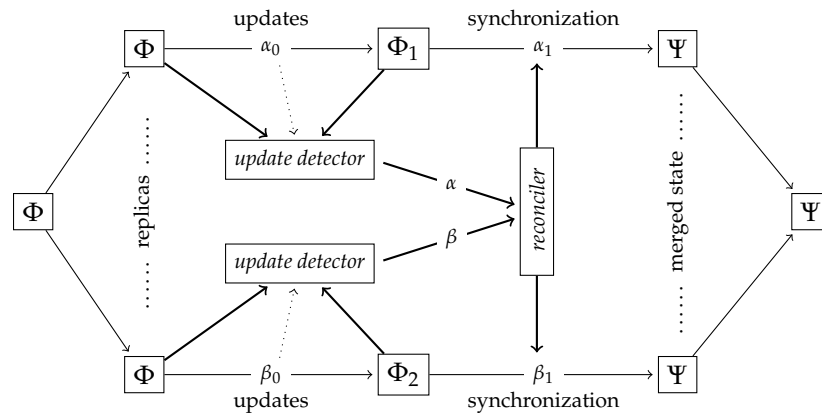 updates
synchronization
Φ
α₀
Φ₁
α₁
Ψ
update detector
α
replicas
Φ
reconciler
merged state
Ψ
β
update detector
Φ
β₀
Φ₂
β₁
Ψ
updates
synchronization